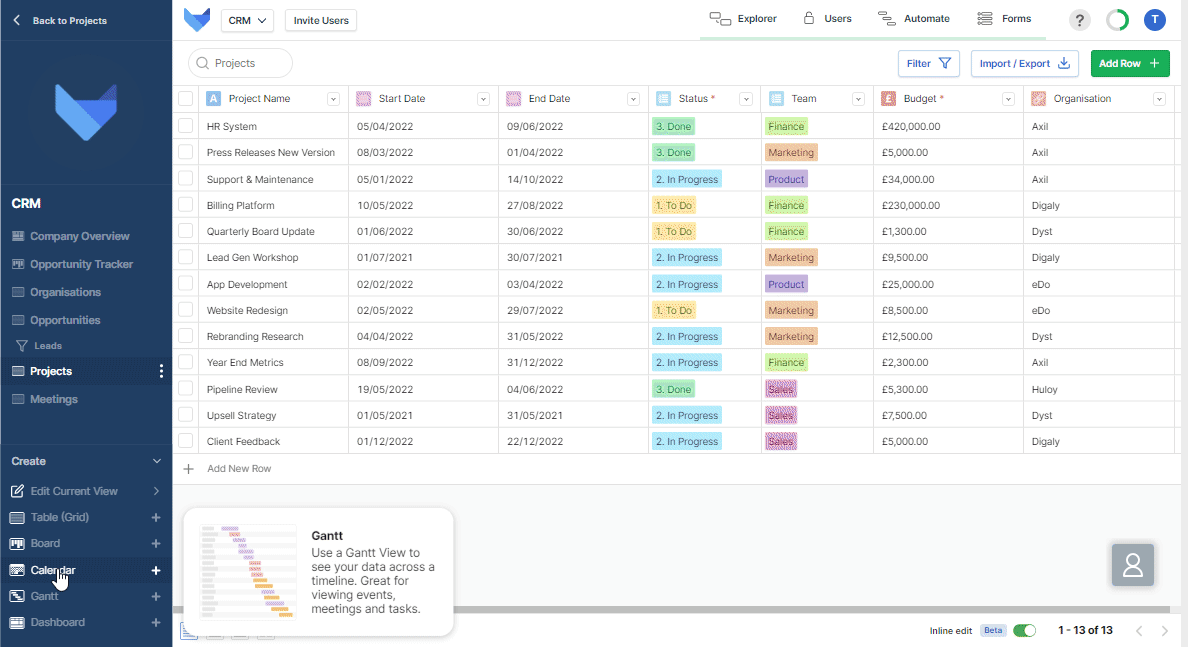 Back to Projects
CRM
Invite Users
Explorer
Users
Automate
Forms
?
T
Projects
Filter
Import / Export
Add Row
A Project Name Start Date End Date Status * Team £ Budget * Organisation
HR System 05/04/2022 09/06/2022 3. Done Finance £420,000.00 Axil
Press Releases New Version 08/03/2022 01/04/2022 3. Done Marketing £5,000.00 Axil
Support & Maintenance 05/01/2022 14/10/2022 2. In Progress Product £34,000.00 Axil
Billing Platform 10/05/2022 27/08/2022 1. To Do Finance £230,000.00 Digaly
Quarterly Board Update 01/06/2022 30/06/2022 1. To Do Finance £1,300.00 Dyst
Lead Gen Workshop 01/07/2021 30/07/2021 2. In Progress Marketing £9,500.00 Digaly
App Development 02/02/2022 03/04/2022 2. In Progress Product £25,000.00 eDo
Website Redesign 02/05/2022 29/07/2022 1. To Do Marketing £8,500.00 eDo
Rebranding Research 04/04/2022 31/05/2022 2. In Progress Marketing £12,500.00 Dyst
Year End Metrics 08/09/2022 31/12/2022 2. In Progress Finance £2,300.00 Axil
Pipeline Review 19/05/2022 04/06/2022 3. Done Sales £5,300.00 Huloy
Upsell Strategy 01/05/2021 31/05/2021 2. In Progress Sales £7,500.00 Dyst
Client Feedback 01/12/2022 22/12/2022 2. In Progress Sales £5,000.00 Digaly
Add New Row
CRM
Company Overview
Opportunity Tracker
Organisations
Opportunities
Leads
Projects
Meetings
Create
Edit Current View
Table (Grid)
Board
Calendar
Gantt
Dashboard
Gantt
Use a Gantt View to
see your data across a
timeline. Great for
viewing events,
meetings and tasks.
Inline edit Beta
1 - 13 of 13